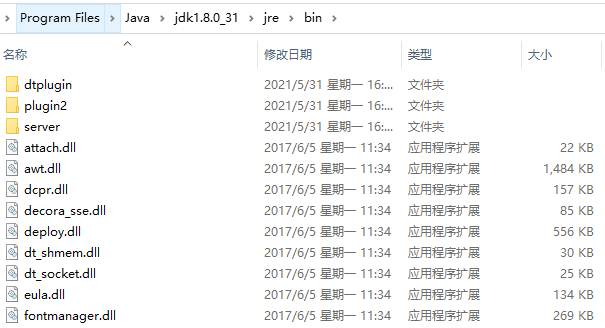 Program Files > Java > jdk1.8.0_31 > jre > bin >
名称 修改日期 类型 大小
dtplugin 2021/5/31 星期一 16:... 文件夹
plugin2 2021/5/31 星期一 16:... 文件夹
server 2021/5/31 星期一 16:... 文件夹
attach.dll 2017/6/5 星期一 11:34 应用程序扩展 22 KB
awt.dll 2017/6/5 星期一 11:34 应用程序扩展 1,484 KB
dcpr.dll 2017/6/5 星期一 11:34 应用程序扩展 157 KB
decora_sse.dll 2017/6/5 星期一 11:34 应用程序扩展 85 KB
deploy.dll 2017/6/5 星期一 11:34 应用程序扩展 556 KB
dt_shmem.dll 2017/6/5 星期一 11:34 应用程序扩展 30 KB
dt_socket.dll 2017/6/5 星期一 11:34 应用程序扩展 25 KB
eula.dll 2017/6/5 星期一 11:34 应用程序扩展 134 KB
fontmanager.dll 2017/6/5 星期一 11:34 应用程序扩展 269 KB